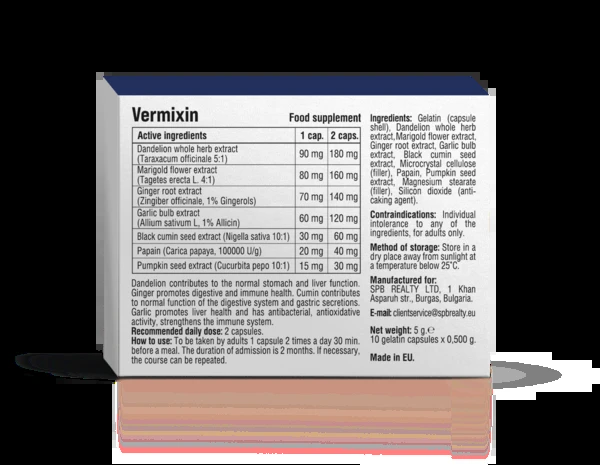 Vermixin
Food supplement
Active ingredients 1 cap. 2 caps.
Dandelion whole herb extract
(Taraxacum officinale 5:1) 90 mg 180 mg
Marigold flower extract
(Tagetes erecta L. 4:1) 80 mg 160 mg
Ginger root extract
(Zingiber officinale, 1% Gingerols) 70 mg 140 mg
Garlic bulb extract
(Allium sativum L, 1% Allicin) 60 mg 120 mg
Black cumin seed extract (Nigella sativa 10:1) 30 mg 60 mg
Papain (Carica papaya, 100000 U/g) 20 mg 40 mg
Pumpkin seed extract (Cucurbita pepo 10:1) 15 mg 30 mg
Dandelion contributes to the normal stomach and liver function.
Ginger promotes digestive and immune health. Cumin contributes
to normal function of the digestive system and gastric secretions.
Garlic promotes liver health and has antibacterial, antioxidative
activity, strengthens the immune system.
Recommended daily dose: 2 capsules.
How to use: To be taken by adults 1 capsule 2 times a day 30 min.
before a meal. The duration of admission is 2 months. If necessary,
the course can be repeated.
Ingredients: Gelatin (capsule
shell), Dandelion whole herb
extract,Marigold flower extract,
Ginger root extract, Garlic bulb
extract, Black cumin seed
extract, Microcrystal cellulose
(filler), Papain, Pumpkin seed
extract, Magnesium stearate
(filler), Silicon dioxide (anti-
caking agent).
Contraindications: Individual
intolerance to any of the
ingredients, for adults only.
Method of storage: Store in a
dry place away from sunlight at
a temperature below 25°C.
Manufactured for:
SPB REALTY LTD, 1 Khan
Asparuh str., Burgas, Bulgaria.
E-mail: clientservice@spbrealty.eu
Net weight: 5 g.℮
10 gelatin capsules x 0,500 g.
Made in EU.